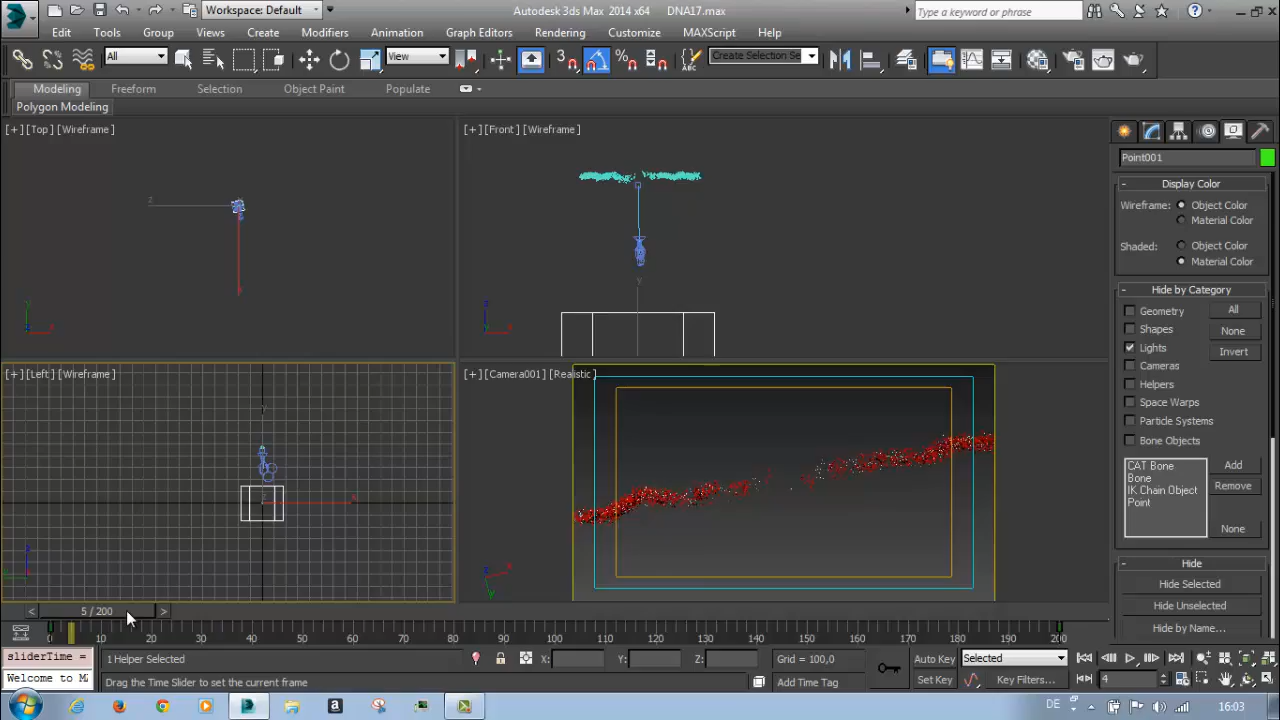 Workspace: Default
Autodesk 3ds Max 2014 x64 DNA17.max
Type a keyword or phrase
Edit Tools Group Views Create Modifiers Animation Graph Editors Rendering Customize MAXScript Help
All View Create Selection Se
Modeling Freeform Selection Object Paint Populate
Polygon Modeling
[+] [Top] [Wireframe]
[+] [Front] [Wireframe]
Point001
Display Color
Wireframe: Object Color
Material Color
Shaded: Object Color
Material Color
Hide by Category
Geometry All
Shapes None
Lights Invert
Cameras
Helpers
Space Warps
Particle Systems
Bone Objects
CAT Bone Add
Bone
IK Chain Object Remove
Point
None
Hide
Hide Selected
Hide Unselected
Hide by Name...
[+] [Left] [Wireframe]
[+] [Camera001] [Realistic]
< 5 / 200 >
0 10 20 30 40 50 60 70 80 90 100 110 120 130 140 150 160 170 180 190 200
sliderTime = 1 Helper Selected X: Y: Z: Grid = 100,0 Auto Key Selected
Welcome to M Drag the Time Slider to set the current frame Add Time Tag Set Key Key Filters... 4
DE 16:03